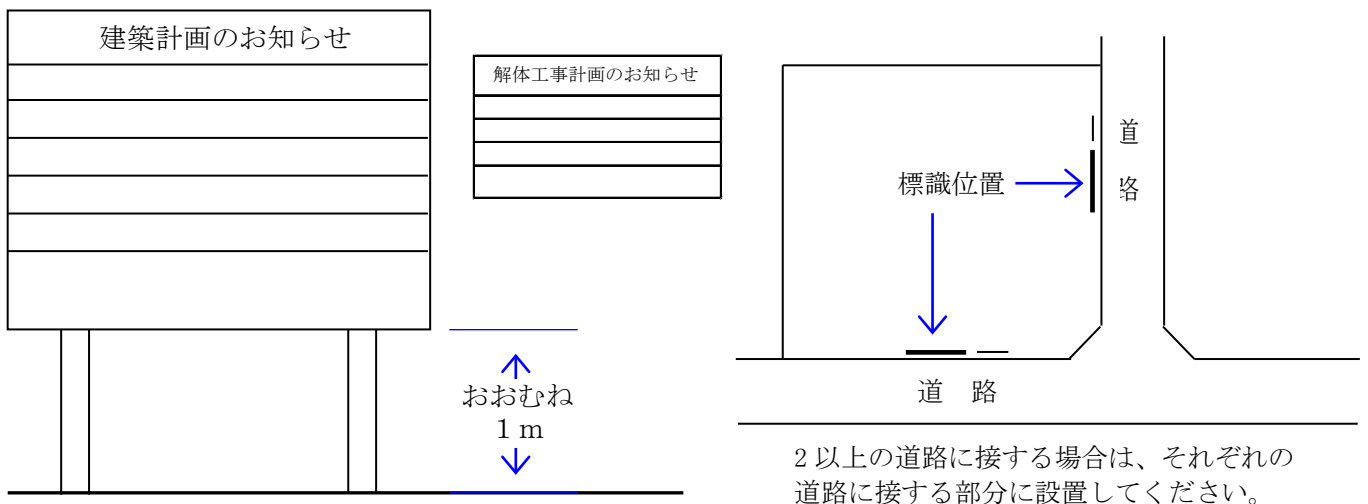 建築計画のお知らせ
解体工事計画のお知らせ
おおむね
1m
標識位置
道
路
道 路
2以上の道路に接する場合は、それぞれの
道路に接する部分に設置してください。